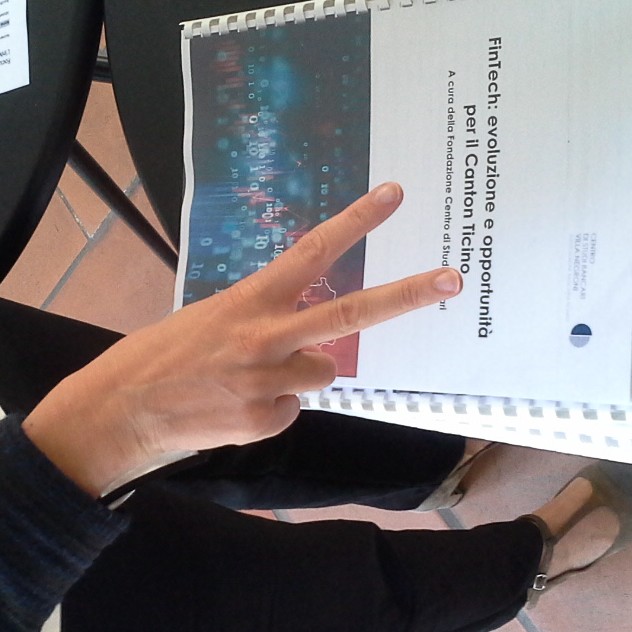 CENTRO
DI STUDI BANCARI
VILLA NEGRONI
FinTech: evoluzione e opportunità
per il Canton Ticino
A cura della Fondazione Centro di Studi